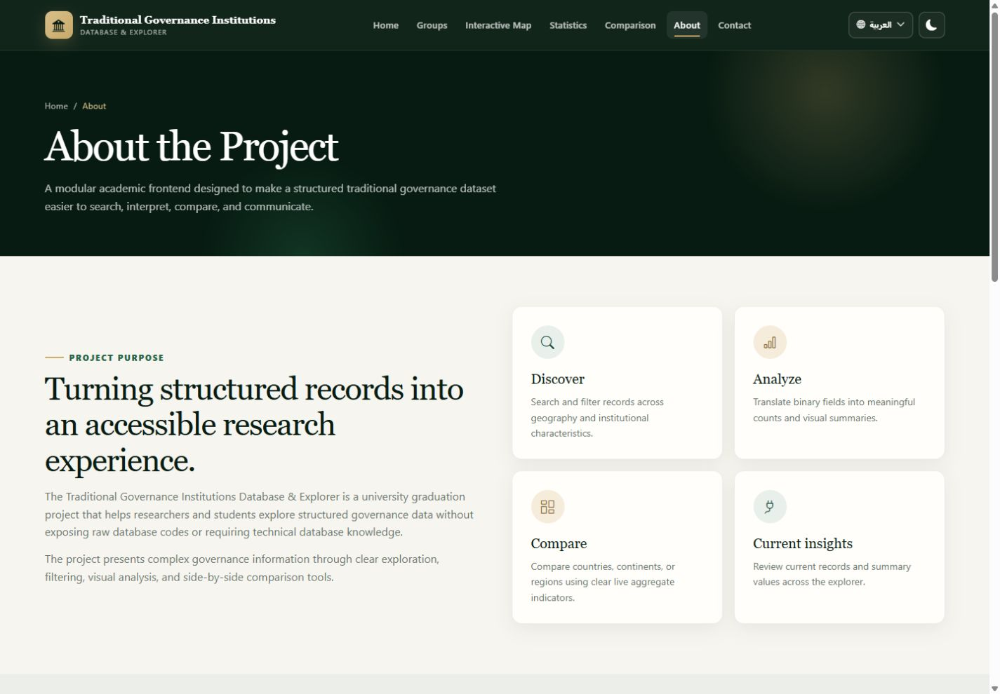 Traditional Governance Institutions
DATABASE & EXPLORER
Home
Groups
Interactive Map
Statistics
Comparison
About
Contact
العربية
Home / About
About the Project
A modular academic frontend designed to make a structured traditional governance dataset
easier to search, interpret, compare, and communicate.
PROJECT PURPOSE
Turning structured records into
an accessible research
experience.
The Traditional Governance Institutions Database & Explorer is a university graduation
project that helps researchers and students explore structured governance data without
exposing raw database codes or requiring technical database knowledge.
The project presents complex governance information through clear exploration,
filtering, visual analysis, and side-by-side comparison tools.
Discover
Search and filter records across
geography and institutional
characteristics.
Analyze
Translate binary fields into meaningful
counts and visual summaries.
Compare
Compare countries, continents, or
regions using clear live aggregate
indicators.
Current insights
Review current records and summary
values across the explorer.